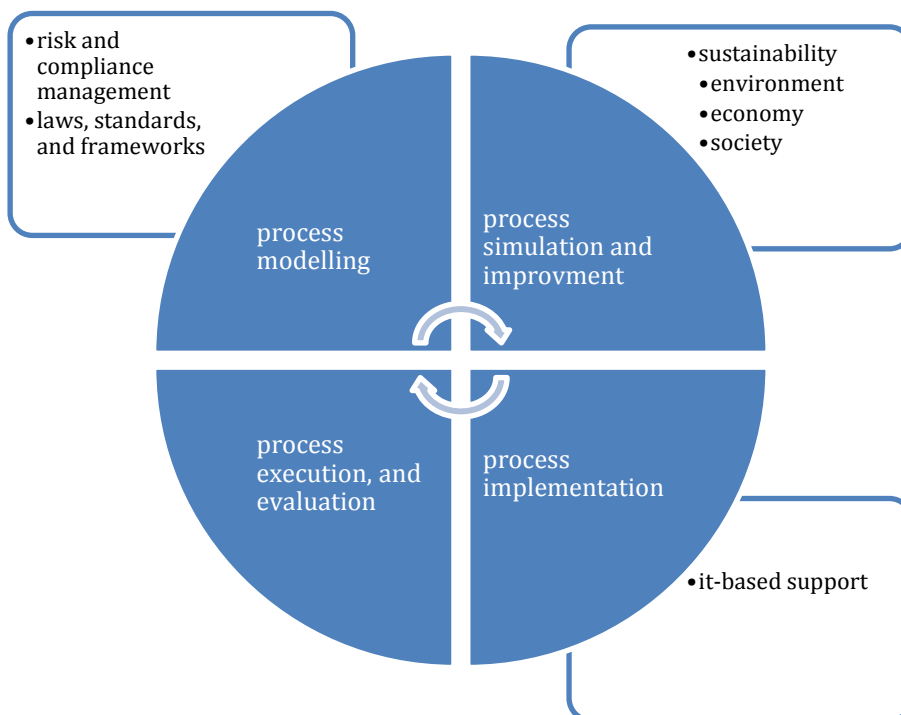 •risk and
compliance
management
•laws, standards,
and frameworks
•sustainability
•environment
•economy
•society
process
modelling
process
simulation and
improvment
process
execution, and
evaluation
process
implementation
•it-based support